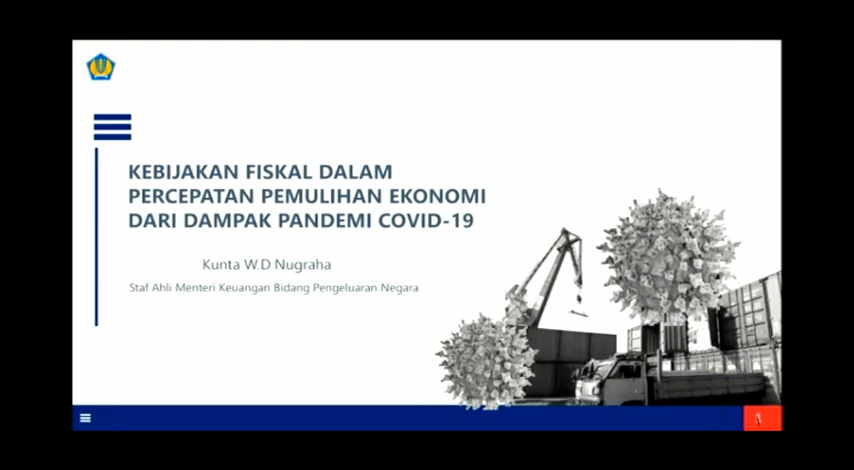 KEBIJAKAN FISKAL DALAM
PERCEPATAN PEMULIHAN EKONOMI
DARI DAMPAK PANDEMI COVID-19
Kunta W.D Nugraha
Staf Ahli Menteri Keuangan Bidang Pengeluaran Negara